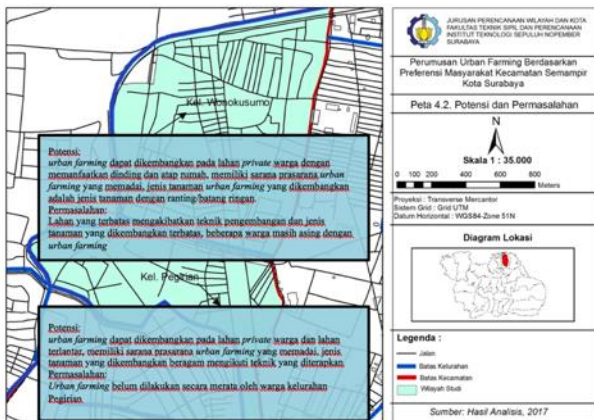 Kel. Wonokusumo
Potensi:
urban farming dapat dikembangkan pada lahan private warga dengan
memanfaatkan dinding dan atap rumah, memiliki sarana prasarana urban
farming yang memadai, jenis tanaman urban farming yang dikembangkan
adalah jenis tanaman dengan ranting/batang ringan.
Permasalahan:
Lahan yang terbatas mengakibatkan teknik pengembangan dan jenis
tanaman yang dikembangkan terbatas, beberapa warga masih asing dengan
urban farming
Kel. Pegirian
Potensi:
urban farming dapat dikembangkan pada lahan private warga dan lahan
terlantar, memiliki sarana prasarana urban farming yang memadai, jenis
tanaman yang dikembangkan beragam mengikuti teknik yang diterapkan
Permasalahan:
Urban farming belum dilakukan secara merata oleh warga kelurahan
Pegirian
JURUSAN PERENCANAAN WILAYAH DAN KOTA
FAKULTAS TEKNIK SIPIL DAN PERENCANAAN
INSTITUT TEKNOLOGI SEPULUH NOPEMBER
SURABAYA
Perumusan Urban Farming Berdasarkan
Preferensi Masyarakat Kecamatan Semampir
Kota Surabaya
Peta 4.2. Potensi dan Permasalahan
N
Skala 1 : 35.000
0 100 200 400 600 800
Meters
Proyeksi : Transverse Mercantor
Sistem Grid : Grid UTM
Datum Horizontal : WGS84-Zone 51N
Diagram Lokasi
Legenda :
Jalan
Batas Kelurahan
Batas Kecamatan
Wilayah Studi
Sumber: Hasil Analisis, 2017